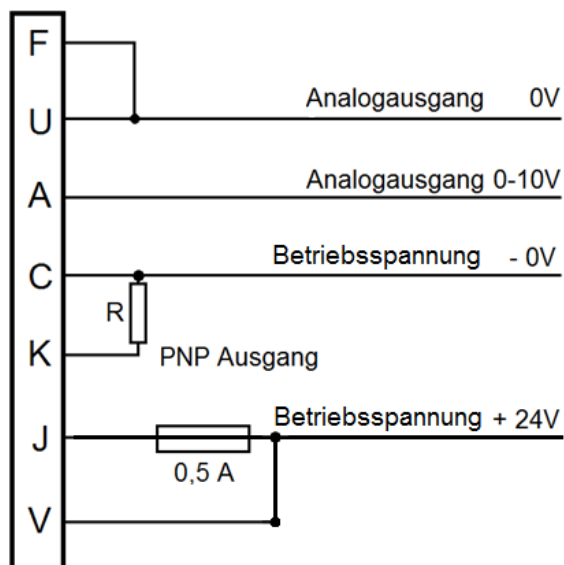 F
U Analogausgang 0V
A Analogausgang 0-10V
C Betriebsspannung - 0V
R
K PNP Ausgang
J Betriebsspannung + 24V
0,5 A
V